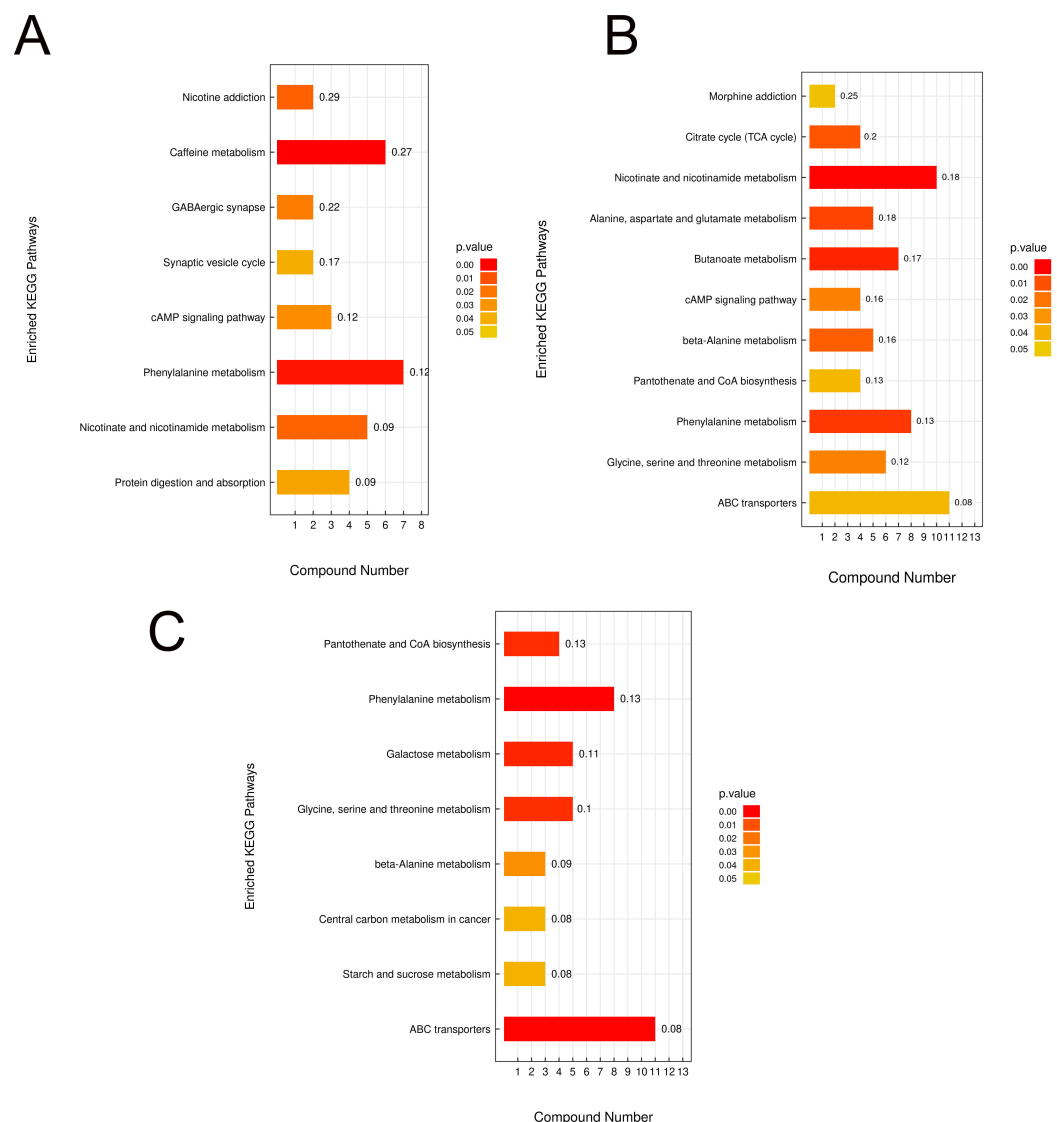 A
Enriched KEGG Pathways
Nicotine addiction 0.29
Caffeine metabolism 0.27
GABAergic synapse 0.22
Synaptic vesicle cycle 0.17
cAMP signaling pathway 0.12
Phenylalanine metabolism 0.12
Nicotinate and nicotinamide metabolism 0.09
Protein digestion and absorption 0.09
1 2 3 4 5 6 7 8
Compound Number
p.value
0.00
0.01
0.02
0.03
0.04
0.05
B
Enriched KEGG Pathways
Morphine addiction 0.25
Citrate cycle (TCA cycle) 0.2
Nicotinate and nicotinamide metabolism 0.18
Alanine, aspartate and glutamate metabolism 0.18
Butanoate metabolism 0.17
cAMP signaling pathway 0.16
beta-Alanine metabolism 0.16
Pantothenate and CoA biosynthesis 0.13
Phenylalanine metabolism 0.13
Glycine, serine and threonine metabolism 0.12
ABC transporters 0.08
1 2 3 4 5 6 7 8 9 10 11 12 13
Compound Number
p.value
0.00
0.01
0.02
0.03
0.04
0.05
C
Enriched KEGG Pathways
Pantothenate and CoA biosynthesis 0.13
Phenylalanine metabolism 0.13
Galactose metabolism 0.11
Glycine, serine and threonine metabolism 0.1
beta-Alanine metabolism 0.09
Central carbon metabolism in cancer 0.08
Starch and sucrose metabolism 0.08
ABC transporters 0.08
1 2 3 4 5 6 7 8 9 10 11 12 13
Compound Number
p.value
0.00
0.01
0.02
0.03
0.04
0.05